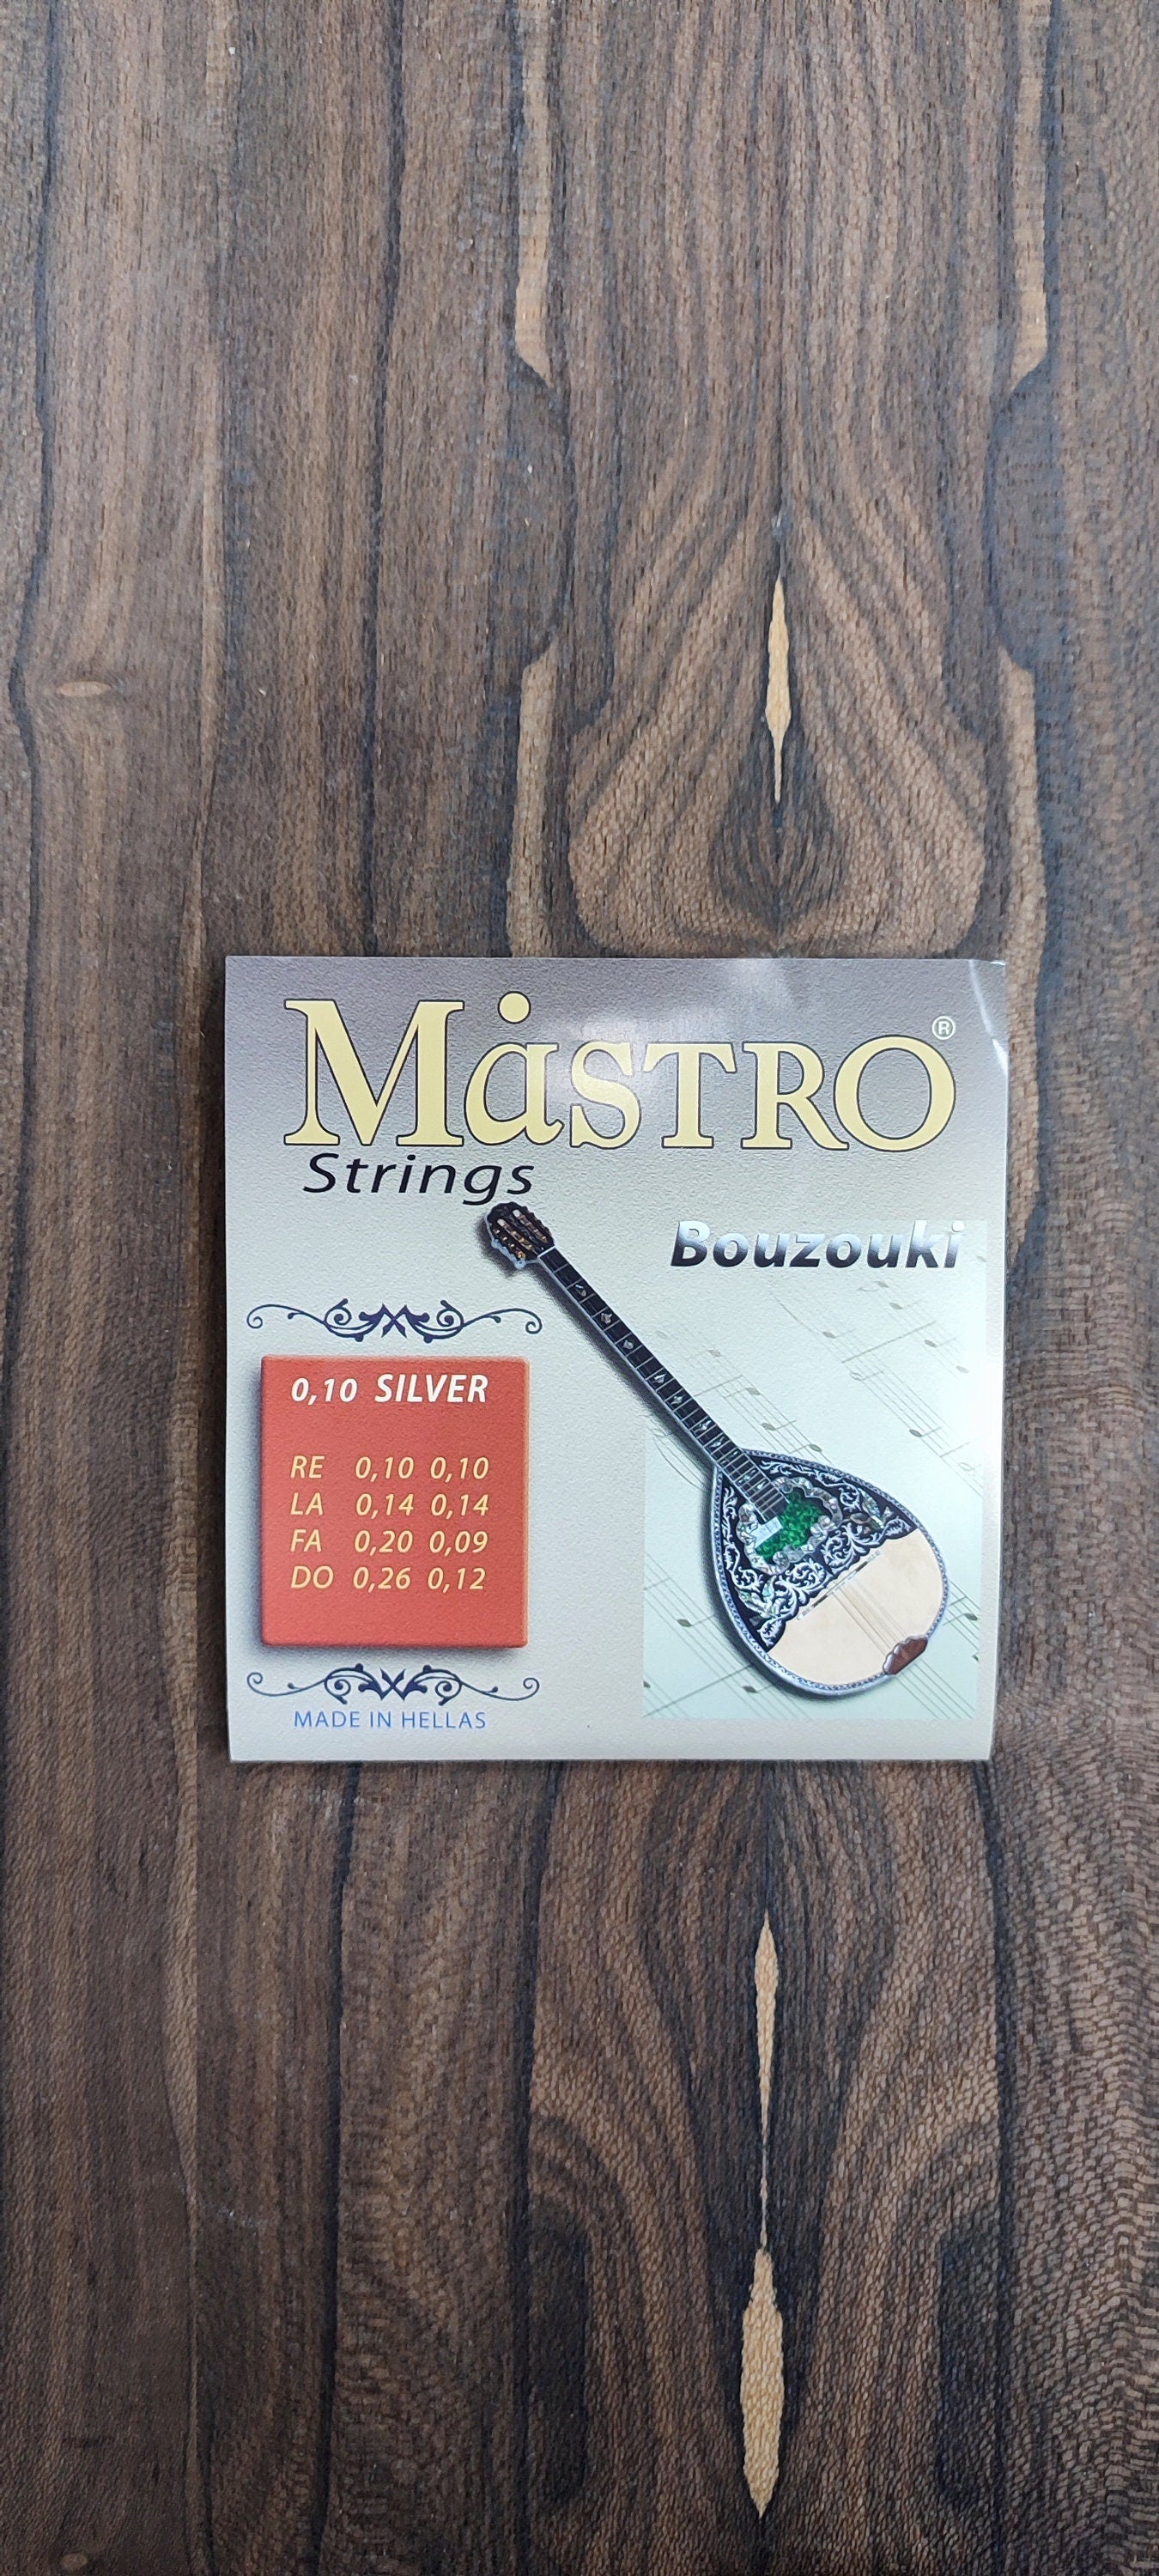 MȧSTRO®
Strings
Bouzouki
0,10 SILVER
RE 0,10 0,10
LA 0,14 0,14
FA 0,20 0,09
DO 0,26 0,12
MADE IN HELLAS